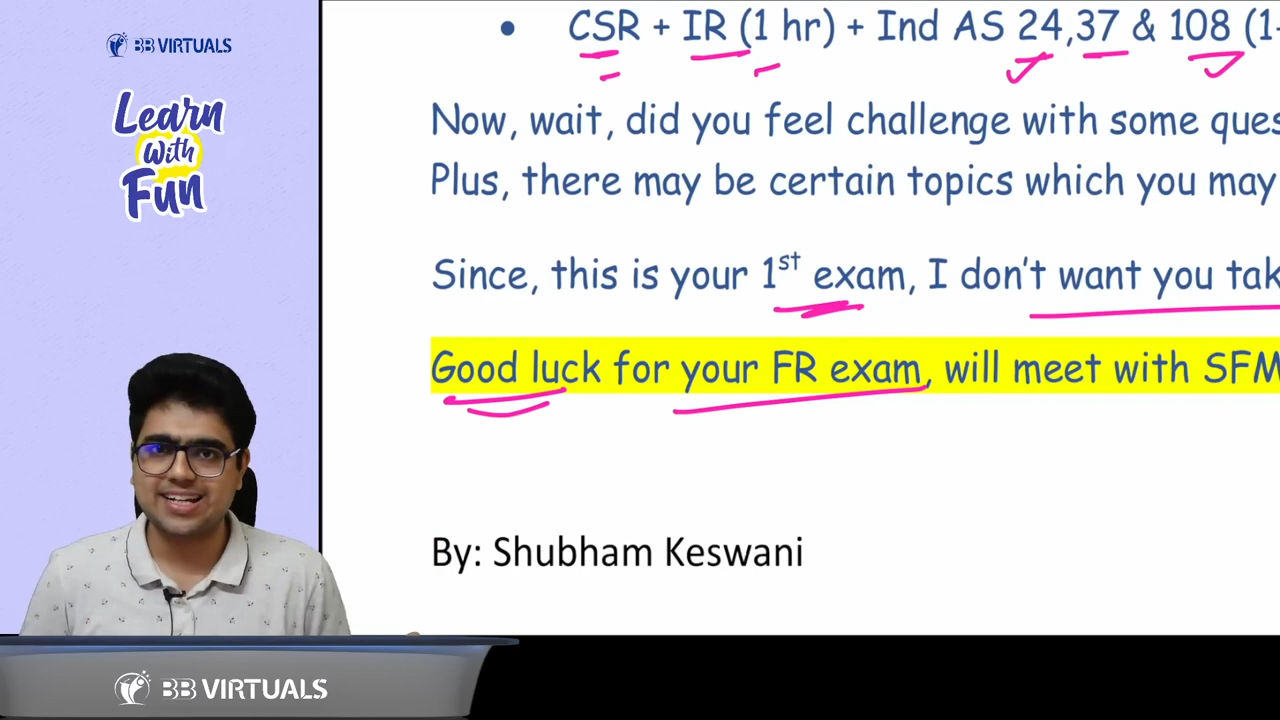 BB VIRTUALS
Learn
With
Fun
• CSR + IR (1 hr) + Ind AS 24,37 & 108 (1
Now, wait, did you feel challenge with some ques
Plus, there may be certain topics which you may
Since, this is your 1st exam, I don't want you tak
Good luck for your FR exam, will meet with SFM
By: Shubham Keswani
BB VIRTUALS